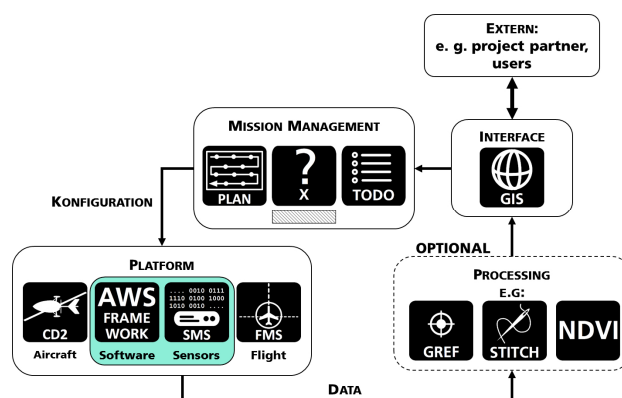 EXTERN:
e. g. project partner,
users
MISSION MANAGEMENT
PLAN
?
X
TODO
INTERFACE
GIS
KONFIGURATION
OPTIONAL
PLATFORM
CD2
AWS
FRAME
WORK
.... 0010 0111
1110 0100 1000
1010 0010 ....
SMS
FMS
Aircraft
Software
Sensors
Flight
PROCESSING
E.G:
GREF
STITCH
NDVI
DATA